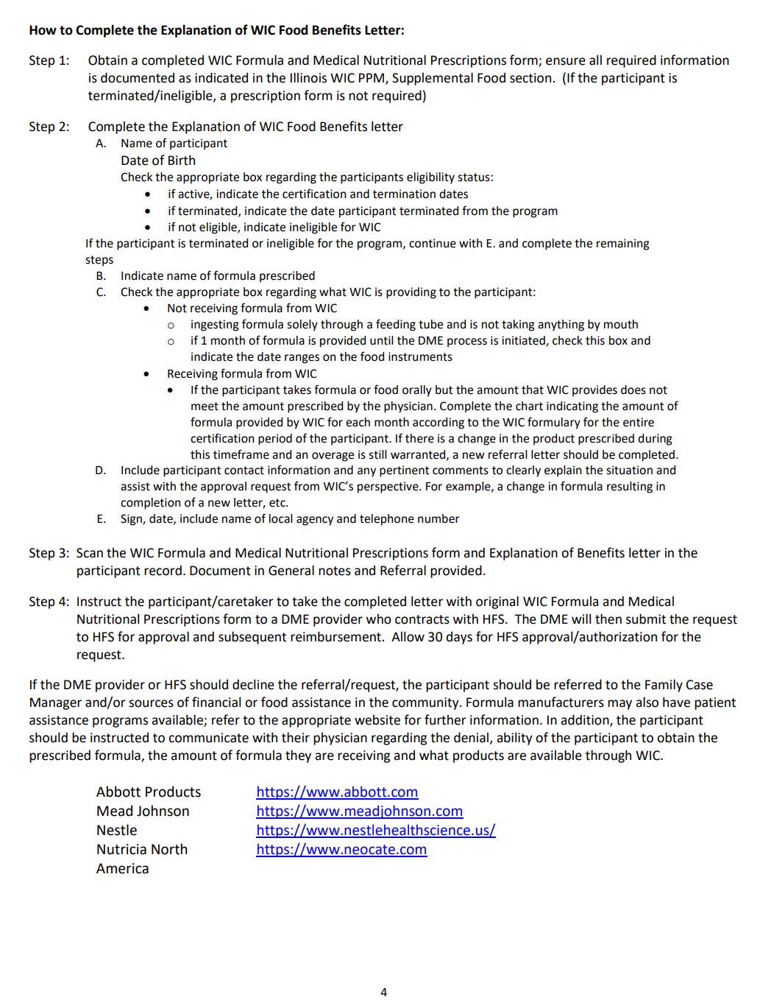 How to Complete the Explanation of WIC Food Benefits Letter:
Step 1: Obtain a completed WIC Formula and Medical Nutritional Prescriptions form; ensure all required information
is documented as indicated in the Illinois WIC PPM, Supplemental Food section. (If the participant is
terminated/ineligible, a prescription form is not required)
Step 2: Complete the Explanation of WIC Food Benefits letter
A. Name of participant
Date of Birth
Check the appropriate box regarding the participants eligibility status:
• if active, indicate the certification and termination dates
• if terminated, indicate the date participant terminated from the program
• if not eligible, indicate ineligible for WIC
If the participant is terminated or ineligible for the program, continue with E. and complete the remaining
steps
B. Indicate name of formula prescribed
C. Check the appropriate box regarding what WIC is providing to the participant:
• Not receiving formula from WIC
o ingesting formula solely through a feeding tube and is not taking anything by mouth
o if 1 month of formula is provided until the DME process is initiated, check this box and
indicate the date ranges on the food instruments
• Receiving formula from WIC
• If the participant takes formula or food orally but the amount that WIC provides does not
meet the amount prescribed by the physician. Complete the chart indicating the amount of
formula provided by WIC for each month according to the WIC formulary for the entire
certification period of the participant. If there is a change in the product prescribed during
this timeframe and an overage is still warranted, a new referral letter should be completed.
D. Include participant contact information and any pertinent comments to clearly explain the situation and
assist with the approval request from WIC's perspective. For example, a change in formula resulting in
completion of a new letter, etc.
E. Sign, date, include name of local agency and telephone number
Step 3: Scan the WIC Formula and Medical Nutritional Prescriptions form and Explanation of Benefits letter in the
participant record. Document in General notes and Referral provided.
Step 4: Instruct the participant/caretaker to take the completed letter with original WIC Formula and Medical
Nutritional Prescriptions form to a DME provider who contracts with HFS. The DME will then submit the request
to HFS for approval and subsequent reimbursement. Allow 30 days for HFS approval/authorization for the
request.
If the DME provider or HFS should decline the referral/request, the participant should be referred to the Family Case
Manager and/or sources of financial or food assistance in the community. Formula manufacturers may also have patient
assistance programs available; refer to the appropriate website for further information. In addition, the participant
should be instructed to communicate with their physician regarding the denial, ability of the participant to obtain the
prescribed formula, the amount of formula they are receiving and what products are available through WIC.
Abbott Products https://www.abbott.com
Mead Johnson https://www.meadjohnson.com
Nestle https://www.nestlehealthscience.us/
Nutricia North https://www.neocate.com
America
4